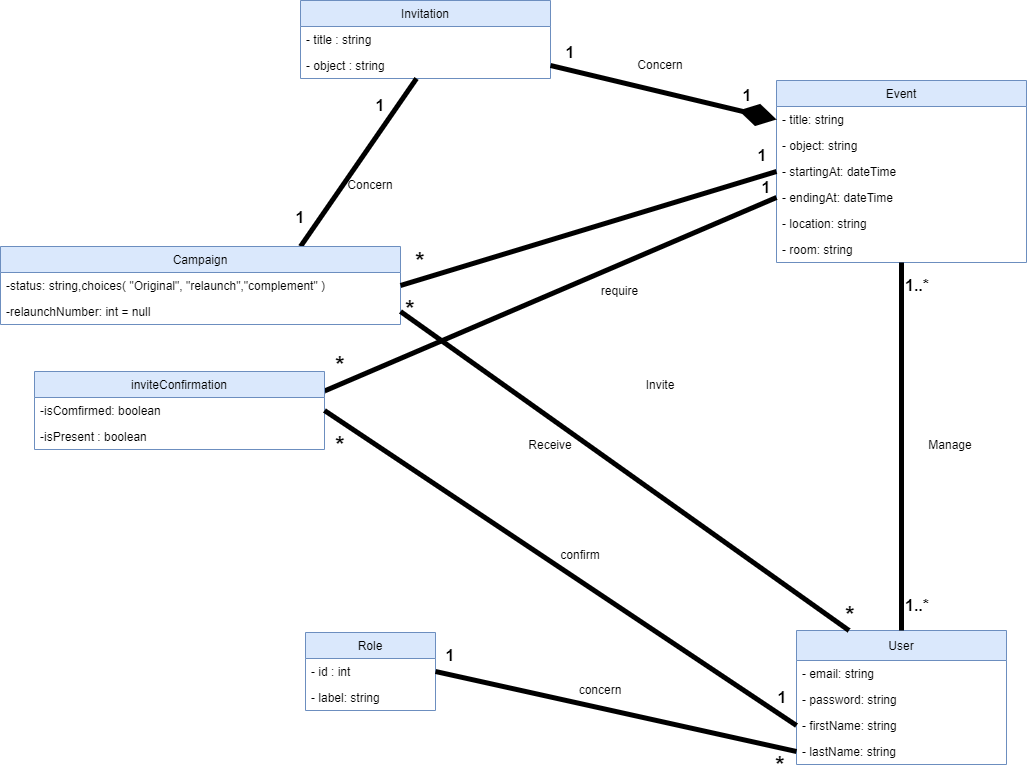 Invitation
- title : string
- object : string
1
Concern
1
1
Concern
1
Event
- title: string
- object: string
- startingAt: dateTime
- endingAt: dateTime
- location: string
- room: string
1
1
Campaign
-status: string,choices( "Original", "relaunch","complement" )
-relaunchNumber: int = null
*
*
require
1..*
inviteConfirmation
-isComfirmed: boolean
-isPresent : boolean
*
*
Invite
Receive
Manage
confirm
*
1..*
Role
- id : int
- label: string
1
concern
1
*
User
- email: string
- password: string
- firstName: string
- lastName: string